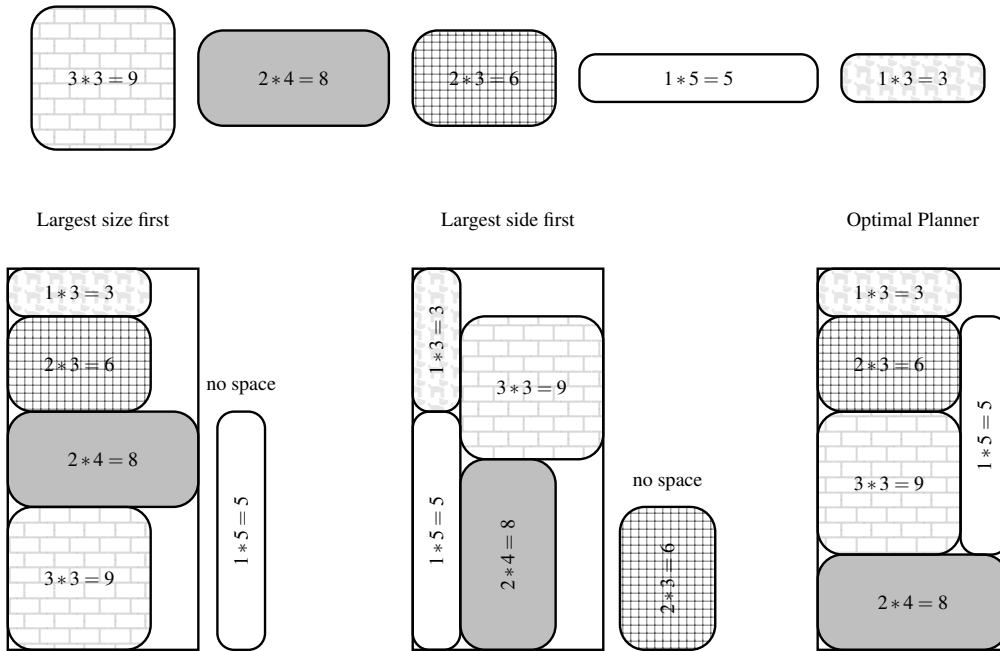 3 * 3 = 9
2 * 4 = 8
2 * 3 = 6
1 * 5 = 5
1 * 3 = 3
Largest size first
Largest side first
Optimal Planner
1 * 3 = 3
2 * 3 = 6
no space
2 * 4 = 8
1 * 5 = 5
3 * 3 = 9
1 * 3 = 3
3 * 3 = 9
no space
1 * 5 = 5
2 * 4 = 8
2 * 3 = 6
1 * 3 = 3
2 * 3 = 6
1 * 5 = 5
3 * 3 = 9
2 * 4 = 8